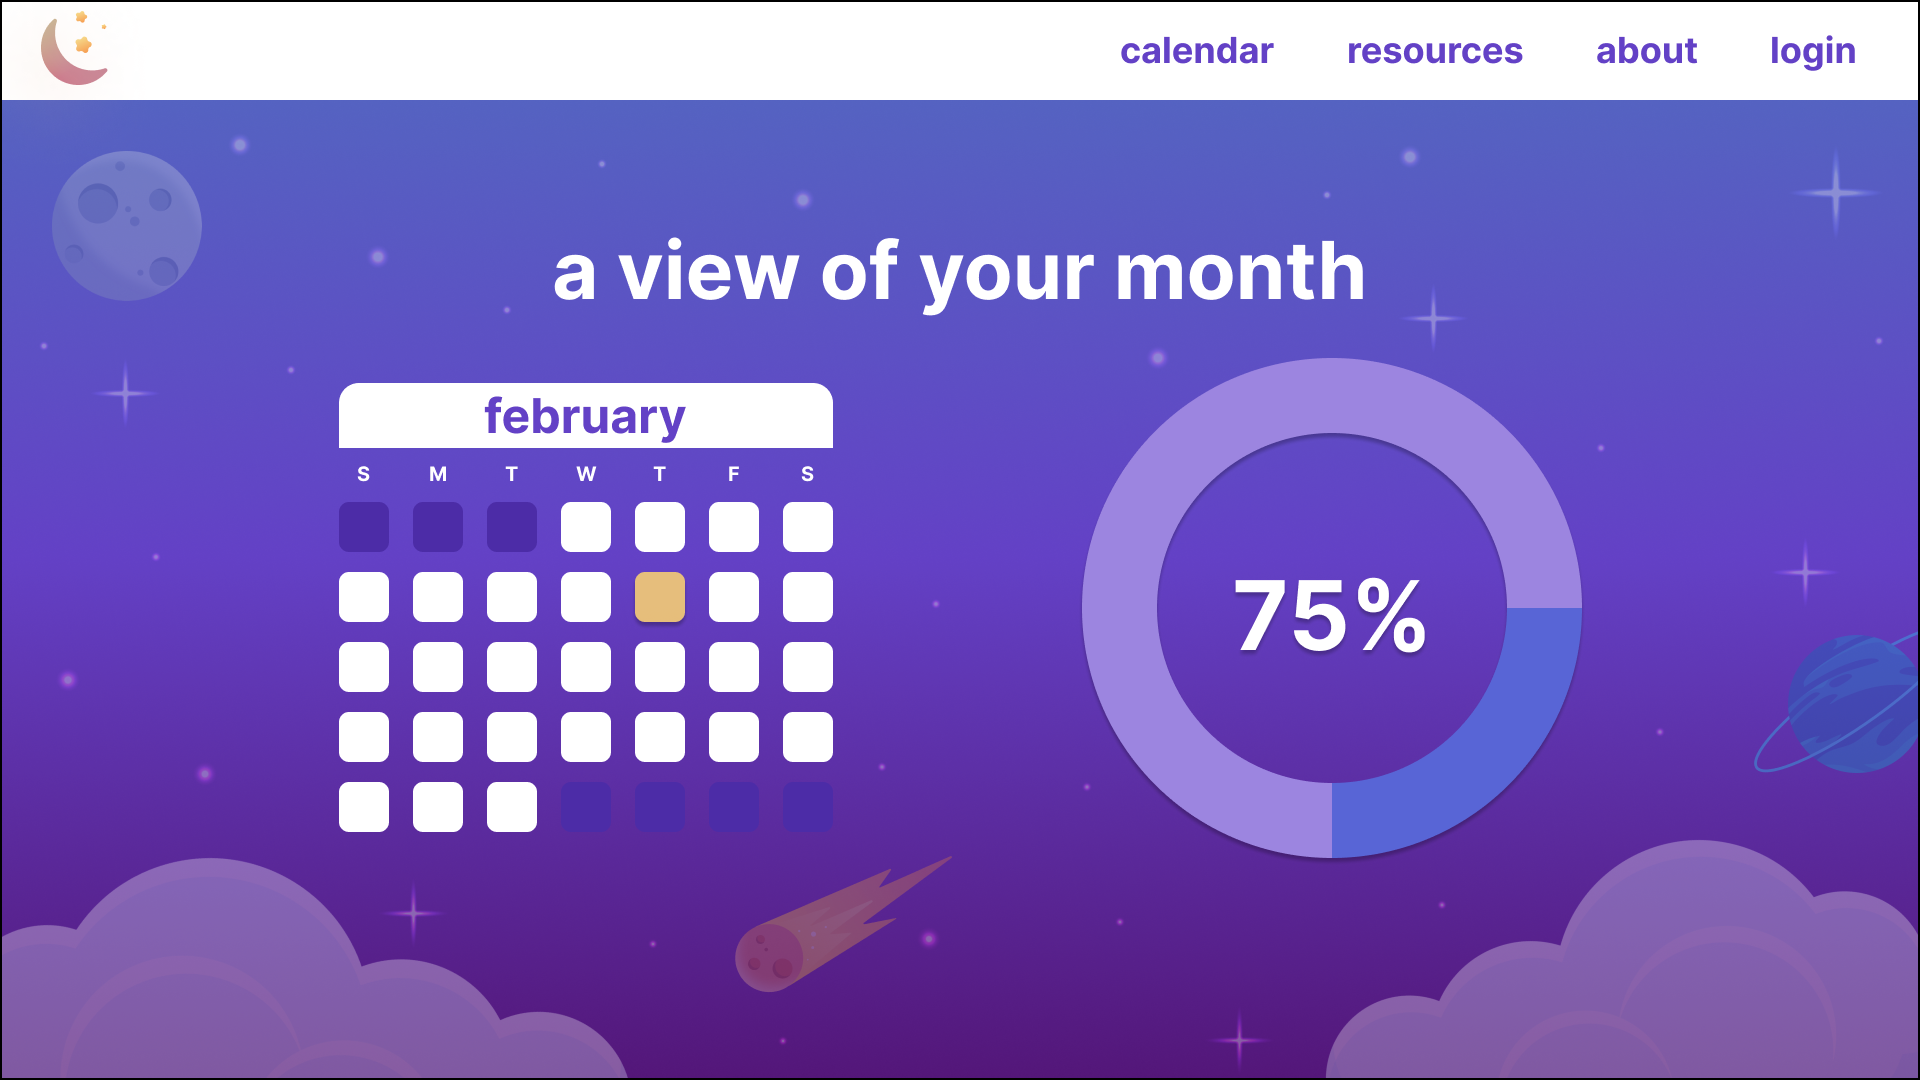 calendar resources about login
a view of your month
february
S M T W T F S
75%